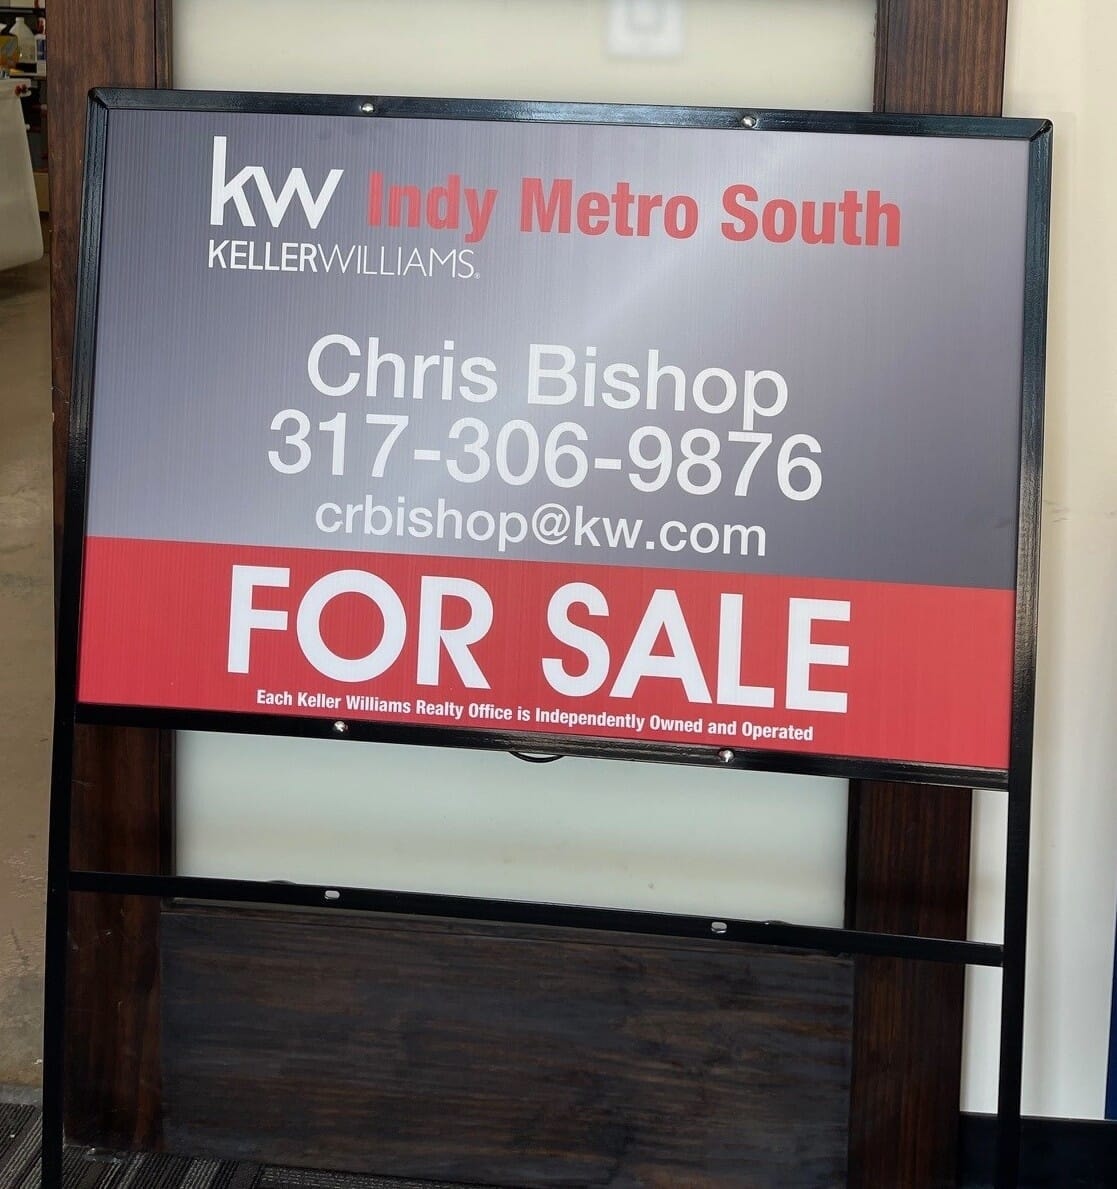 kw Indy Metro South
KELLERWILLIAMS®
Chris Bishop
317-306-9876
crbishop@kw.com
FOR SALE
Each Keller Williams Realty Office is Independently Owned and Operated